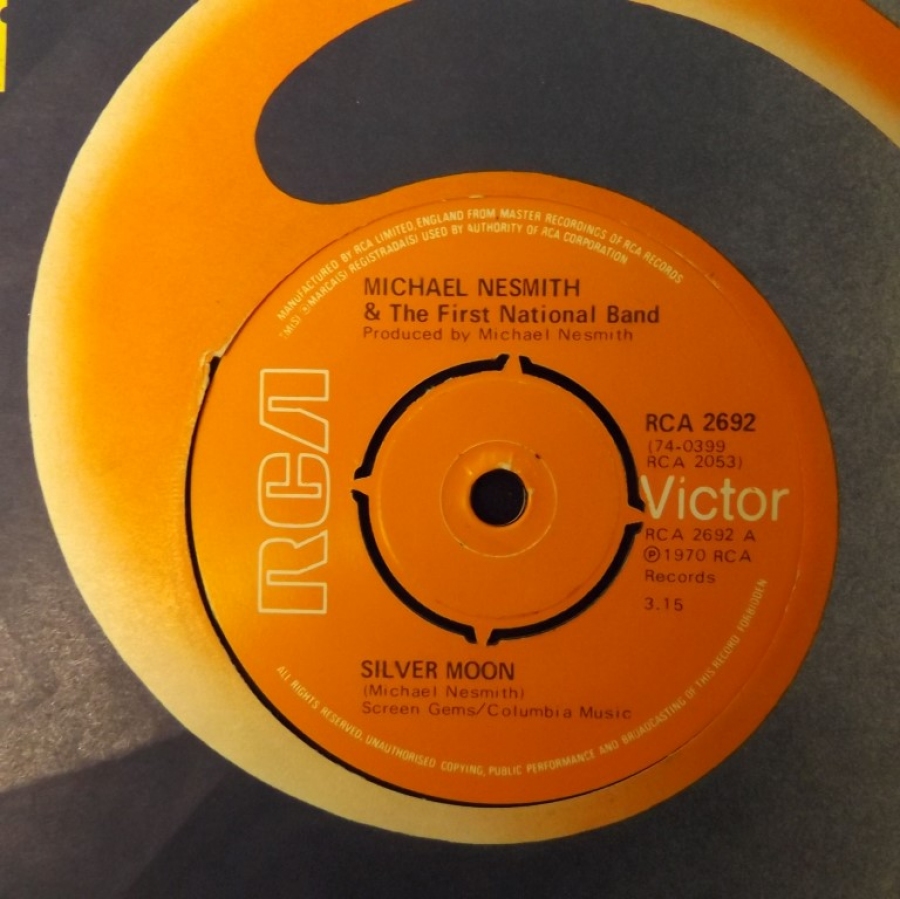 MANUFACTURED BY RCA LIMITED, ENGLAND FROM MASTER RECORDINGS OF RCA RECORDS
TM(S) ® MARCA(S) REGISTRADA(S) USED BY AUTHORITY OF RCA CORPORATION
MICHAEL NESMITH
& The First National Band
Produced by Michael Nesmith
RCA
RCA 2692
(74-0399
RCA 2053)
Victor
RCA 2692 A
℗ 1970 RCA
Records
3.15
SILVER MOON
(Michael Nesmith)
Screen Gems/Columbia Music
ALL RIGHTS RESERVED, UNAUTHORISED COPYING, PUBLIC PERFORMANCE AND BROADCASTING OF THIS RECORD FORBIDDEN